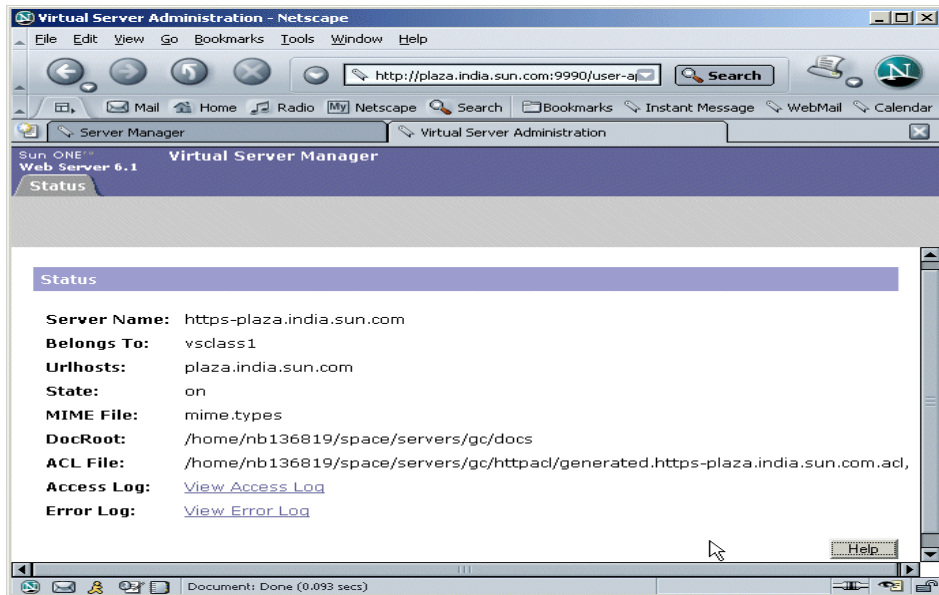 Virtual Server Administration - Netscape
File Edit View Go Bookmarks Tools Window Help
http://plaza.india.sun.com:9990/user-ap Search N
Mail Home Radio My Netscape Search Bookmarks Instant Message WebMail Calendar
Server Manager Virtual Server Administration
Sun ONE™ Virtual Server Manager
Web Server 6.1
Status
Status
Server Name: https-plaza.india.sun.com
Belongs To: vsclass1
Urlhosts: plaza.india.sun.com
State: on
MIME File: mime.types
DocRoot: /home/nb136819/space/servers/gc/docs
ACL File: /home/nb136819/space/servers/gc/httpacl/generated.https-plaza.india.sun.com.acl,
Access Log: View Access Log
Error Log: View Error Log
Help
Document: Done (0.093 secs)